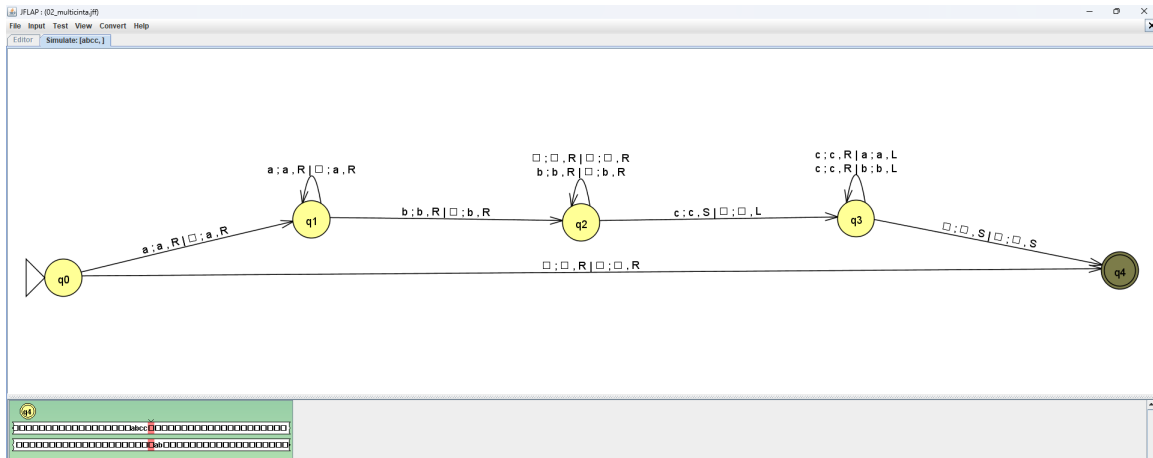 JFLAP : (02_multicinta.jff)
File Input Test View Convert Help
Editor Simulate: [abcc, ]
□ ; □ , R | □ ; □ , R
b ; b , R | □ ; b , R
c ; c , R | a ; a , L
c ; c , R | b ; b , L
a ; a , R | □ ; a , R
b ; b , R | □ ; b , R
c ; c , S | □ ; □ , L
q1
q2
q3
a ; a , R | □ ; a , R
□ ; □ , S | □ ; □ , S
□ ; □ , R | □ ; □ , R
q0
q4
q4
abcc
ab